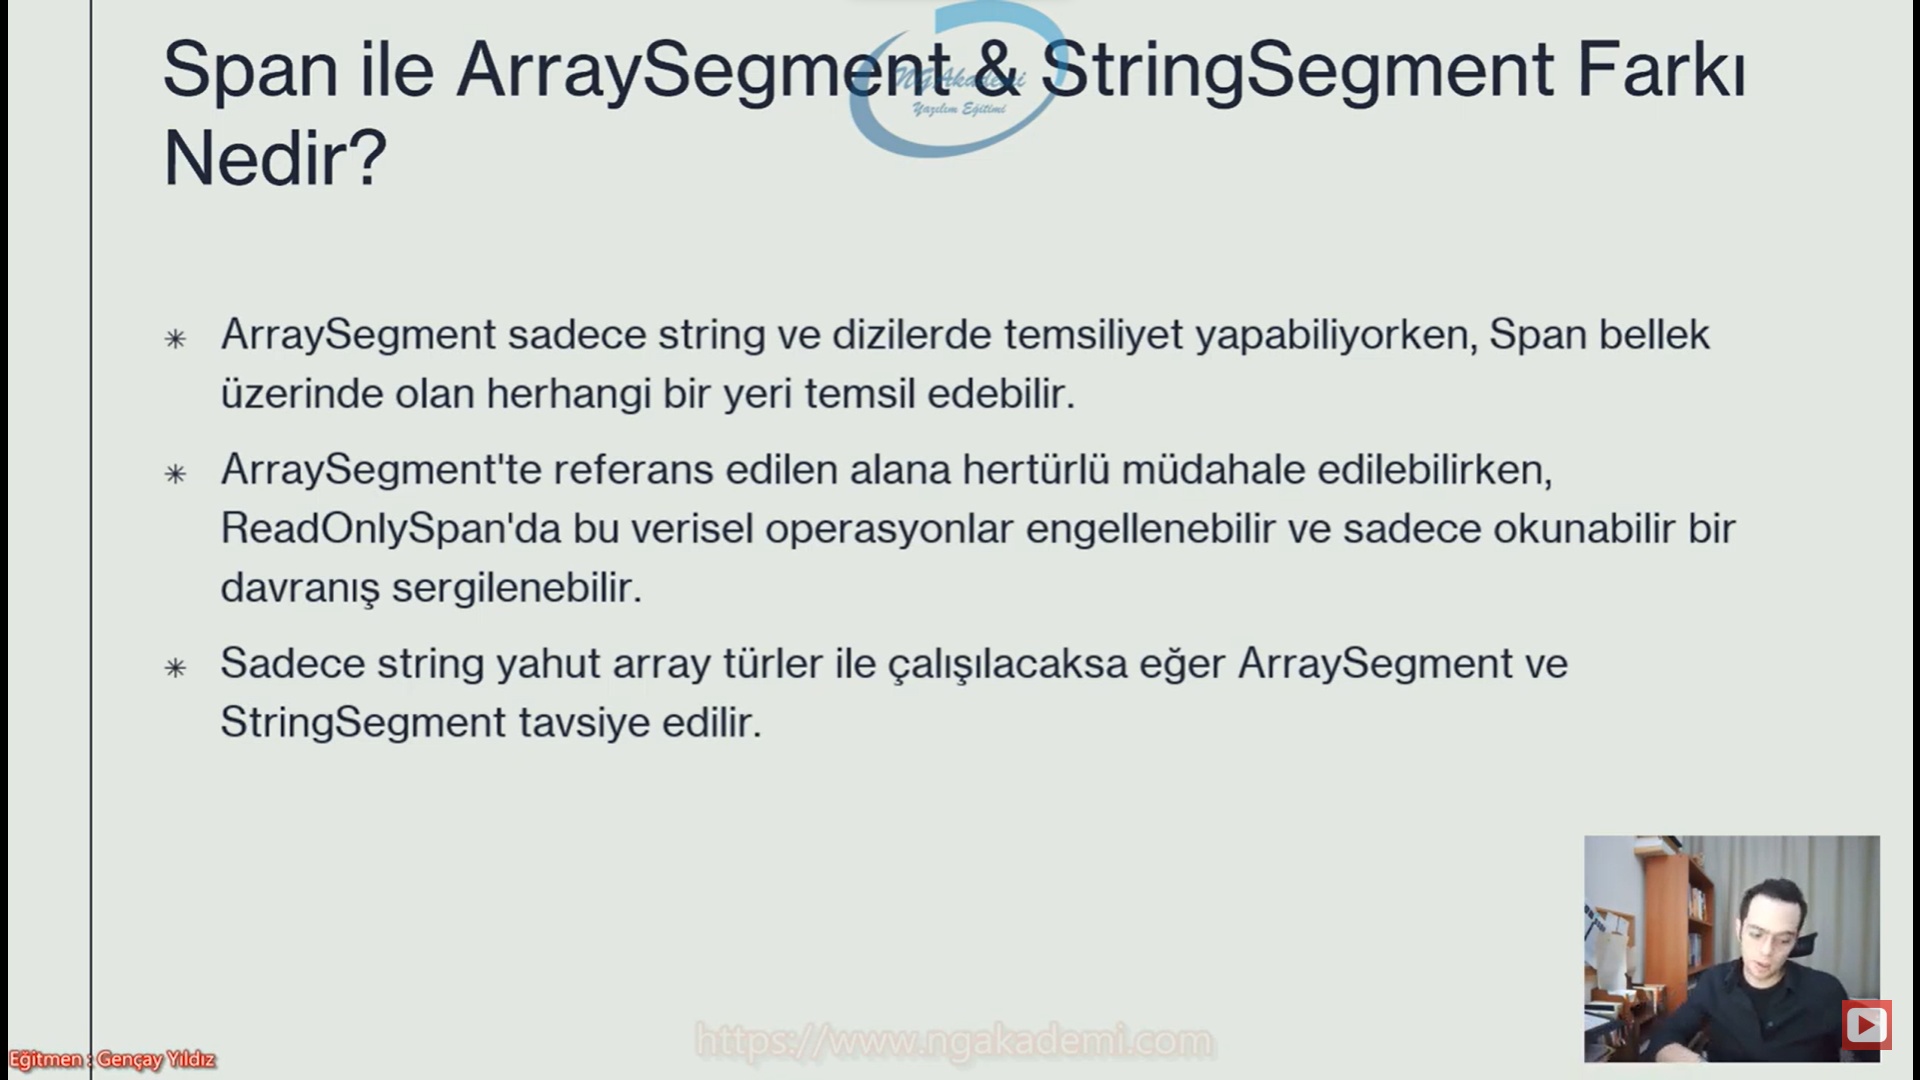 Span ile ArraySegment & StringSegment Farkı
Nedir?
NG Akademi
Yazılım Eğitimi
✳ ArraySegment sadece string ve dizilerde temsiliyet yapabiliyorken, Span bellek
üzerinde olan herhangi bir yeri temsil edebilir.
✳ ArraySegment'te referans edilen alana hertürlü müdahale edilebilirken,
ReadOnlySpan'da bu verisel operasyonlar engellenebilir ve sadece okunabilir bir
davranış sergilenebilir.
✳ Sadece string yahut array türler ile çalışılacaksa eğer ArraySegment ve
StringSegment tavsiye edilir.
https://www.ngakademi.com
Eğitmen : Gençay Yıldız